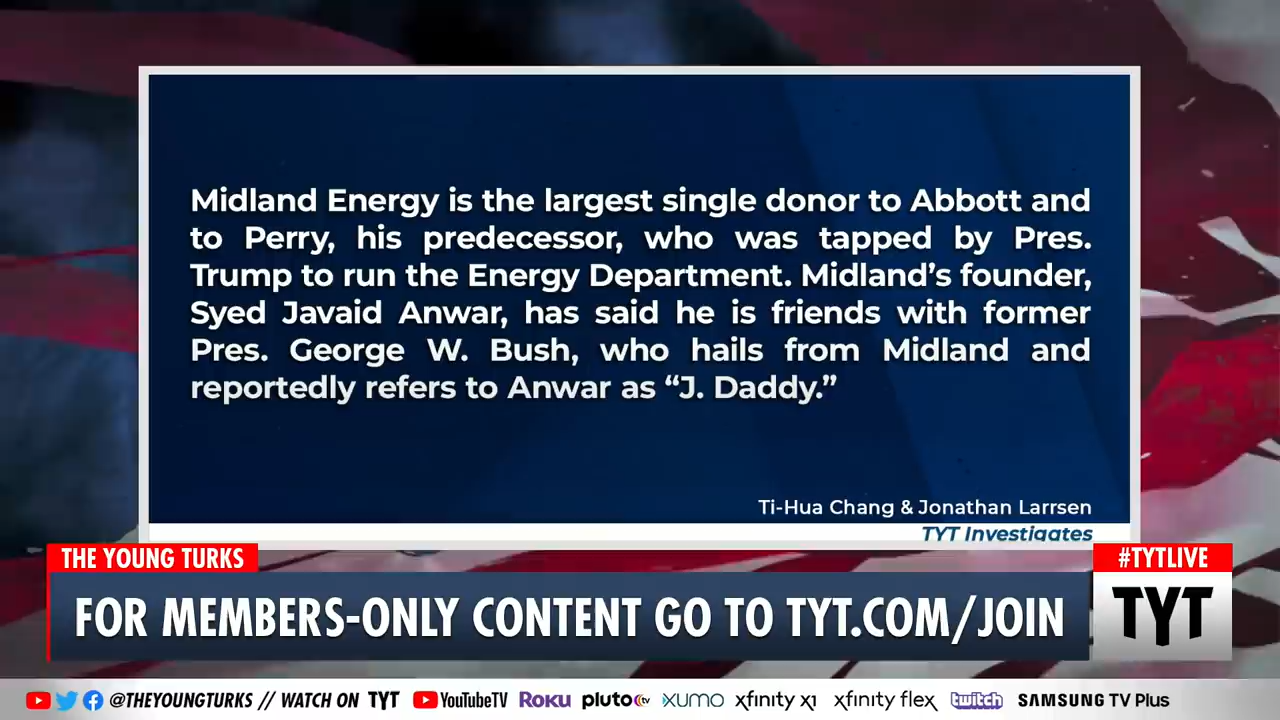 Midland Energy is the largest single donor to Abbott and
to Perry, his predecessor, who was tapped by Pres.
Trump to run the Energy Department. Midland’s founder,
Syed Javaid Anwar, has said he is friends with former
Pres. George W. Bush, who hails from Midland and
reportedly refers to Anwar as “J. Daddy.”
Ti-Hua Chang & Jonathan Larrsen
TYT Investigates
THE YOUNG TURKS
#TYTLIVE
FOR MEMBERS-ONLY CONTENT GO TO TYT.COM/JOIN
TYT
@THEYOUNGTURKS // WATCH ON TYT YouTubeTV ROKU pluto tv XUMO xfinity x1 xfinity flex twitch SAMSUNG TV Plus